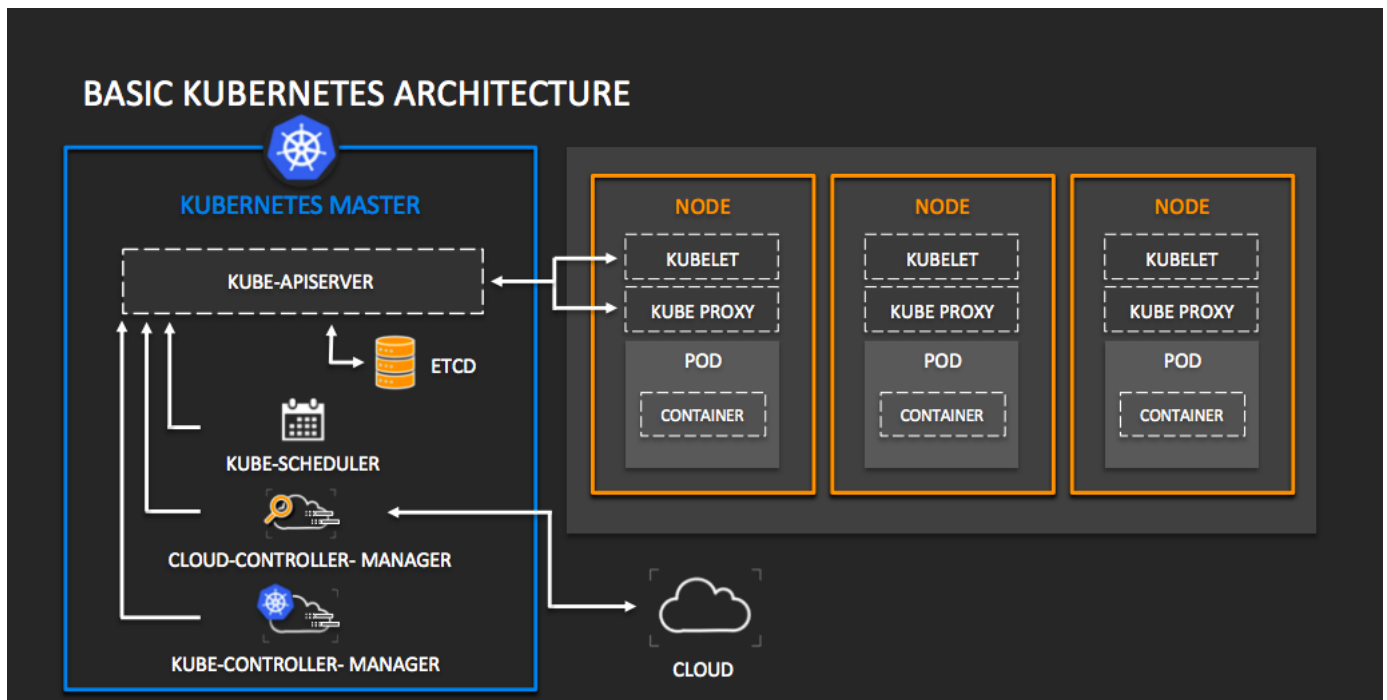 BASIC KUBERNETES ARCHITECTURE
KUBERNETES MASTER
KUBE-APISERVER
ETCD
KUBE-SCHEDULER
CLOUD-CONTROLLER- MANAGER
KUBE-CONTROLLER- MANAGER
NODE
KUBELET
KUBE PROXY
POD
CONTAINER
NODE
KUBELET
KUBE PROXY
POD
CONTAINER
NODE
KUBELET
KUBE PROXY
POD
CONTAINER
CLOUD